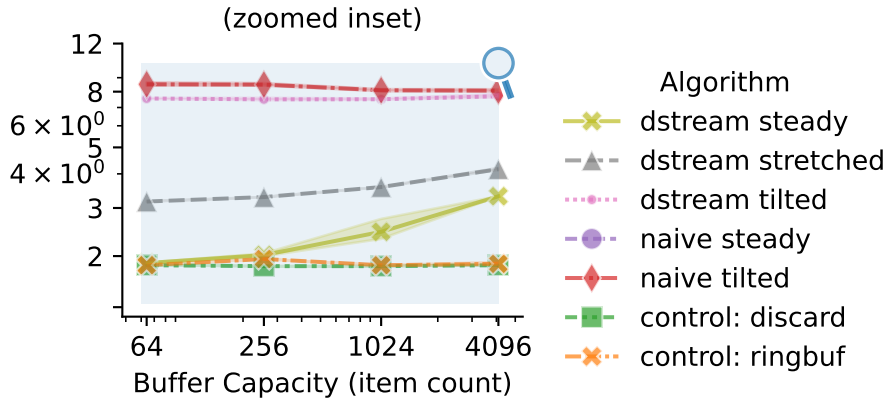 (zoomed inset)
12
8
6 × 10⁰
5
4 × 10⁰
3
2
64 256 1024 4096
Buffer Capacity (item count)
Algorithm
dstream steady
dstream stretched
dstream tilted
naive steady
naive tilted
control: discard
control: ringbuf